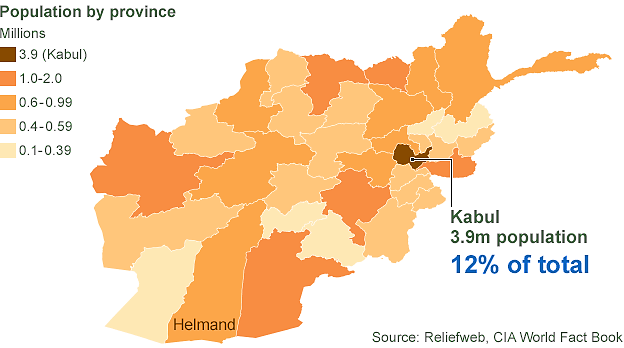 Population by province
Millions
3.9 (Kabul)
1.0-2.0
0.6-0.99
0.4-0.59
0.1-0.39
Kabul
3.9m population
12% of total
Helmand
Source: Reliefweb, CIA World Fact Book